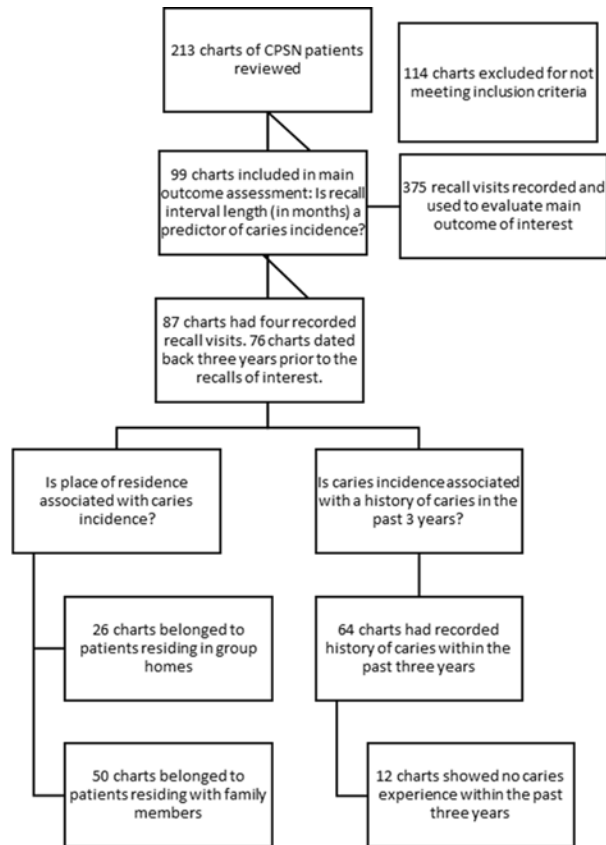 213 charts of CPSN patients
reviewed
114 charts excluded for not
meeting inclusion criteria
99 charts included in main
outcome assessment: Is recall
interval length (in months) a
predictor of caries incidence?
375 recall visits recorded and
used to evaluate main
outcome of interest
87 charts had four recorded
recall visits. 76 charts dated
back three years prior to the
recalls of interest.
Is place of residence
associated with caries
incidence?
Is caries incidence associated
with a history of caries in the
past 3 years?
26 charts belonged to
patients residing in group
homes
64 charts had recorded
history of caries within the
past three years
50 charts belonged to
patients residing with family
members
12 charts showed no caries
experience within the past
three years